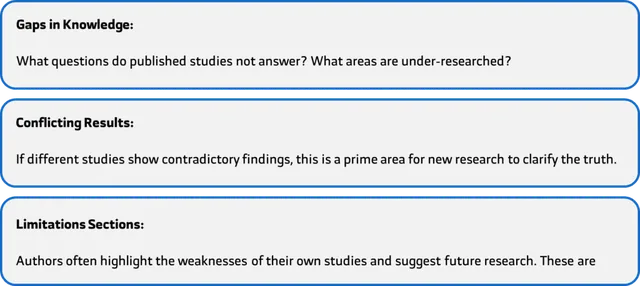 Gaps in Knowledge:
What questions do published studies not answer? What areas are under-researched?
Conflicting Results:
If different studies show contradictory findings, this is a prime area for new research to clarify the truth.
Limitations Sections:
Authors often highlight the weaknesses of their own studies and suggest future research. These are